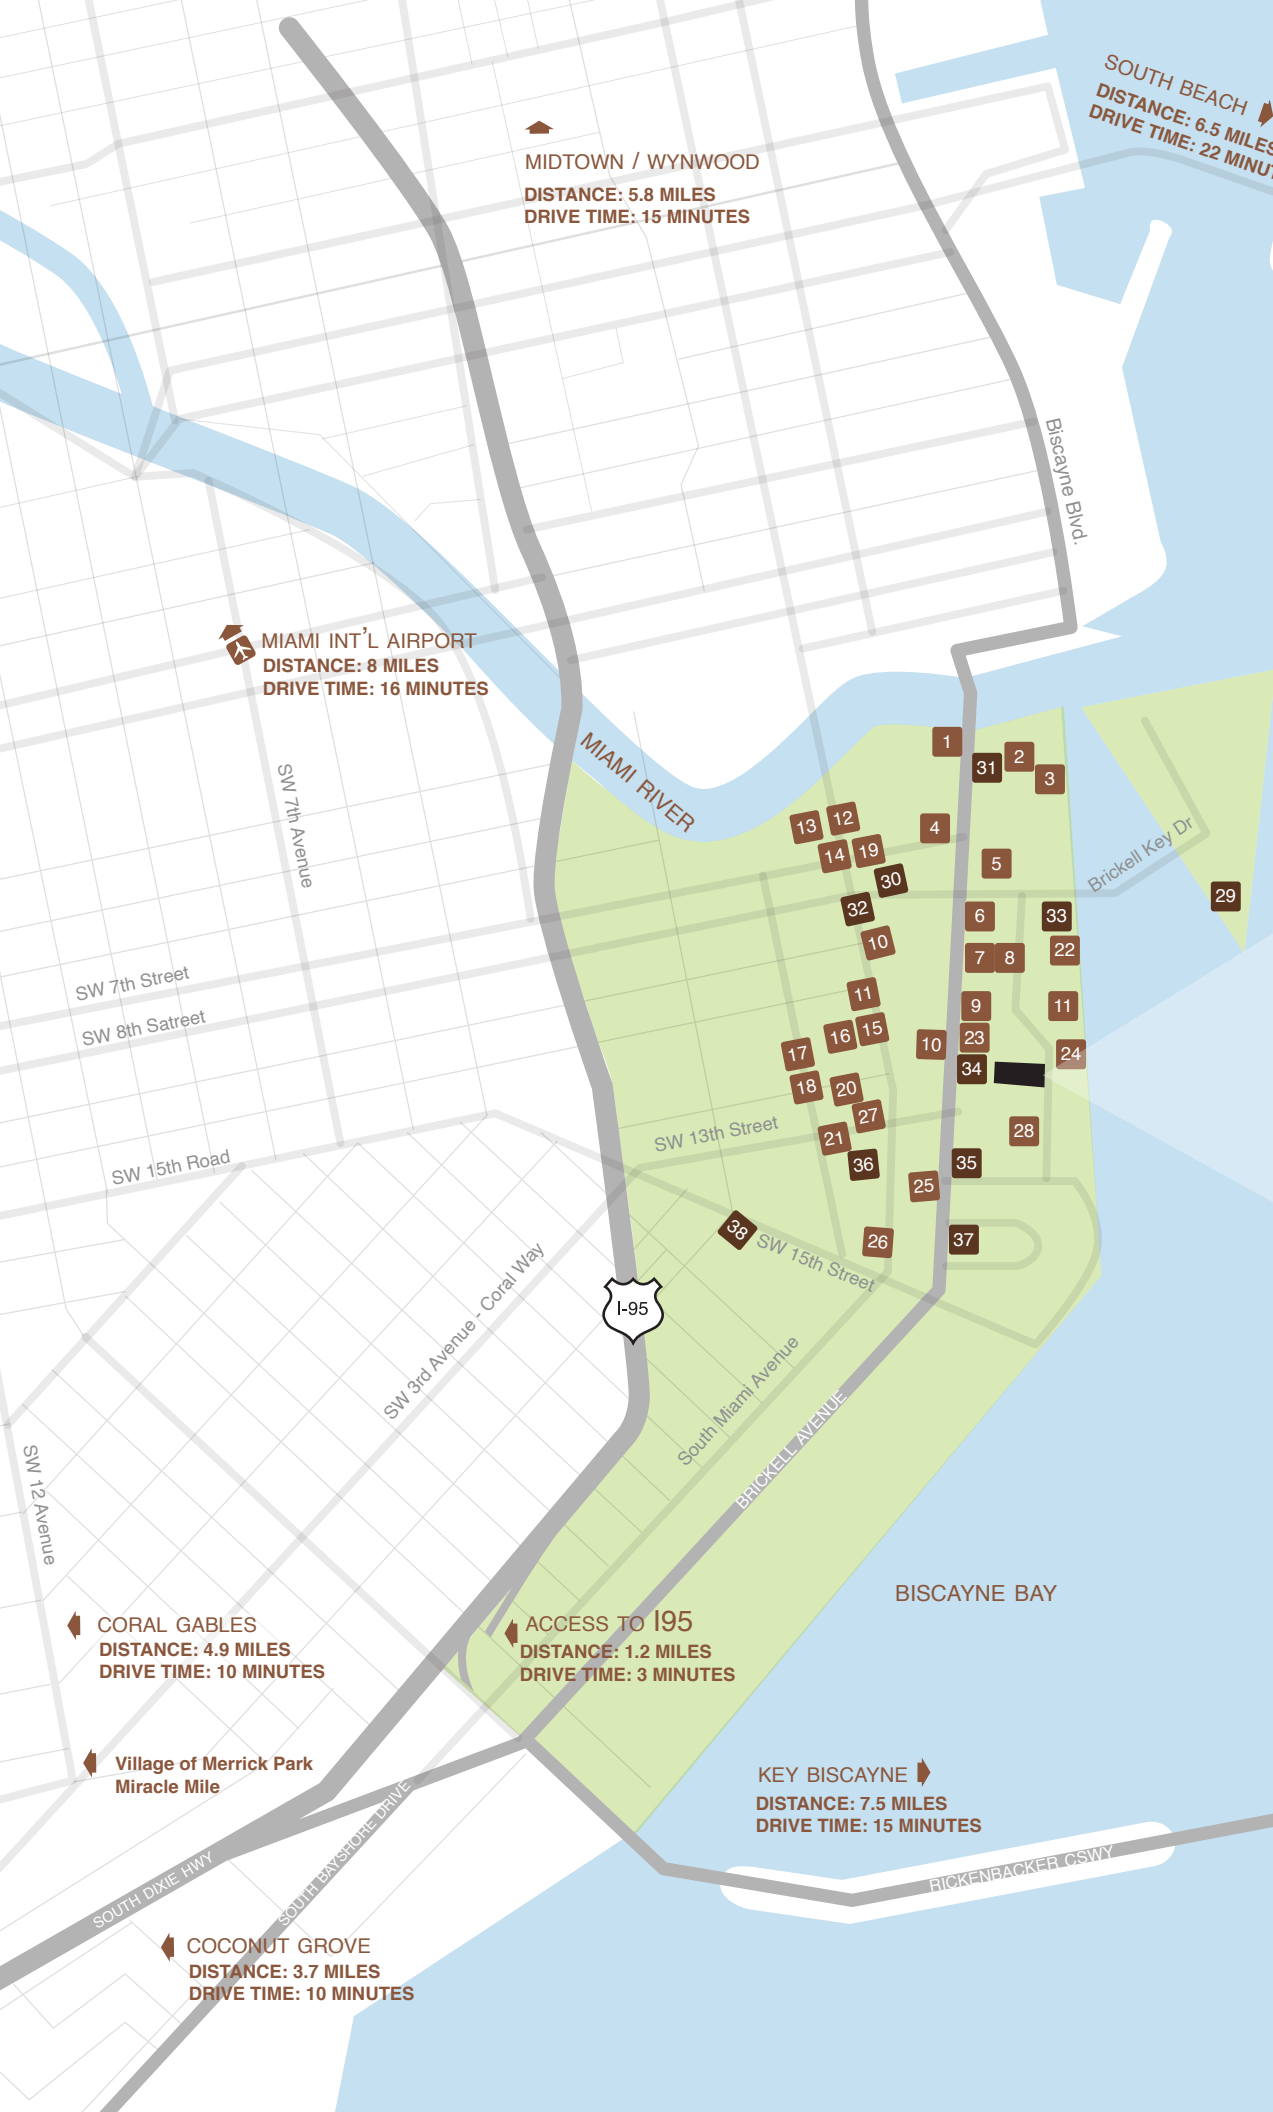 SOUTH BEACH
DISTANCE: 6.5 MILES
DRIVE TIME: 22 MINUT
MIDTOWN / WYNWOOD
DISTANCE: 5.8 MILES
DRIVE TIME: 15 MINUTES
Biscayne Blvd.
MIAMI INT'L AIRPORT
DISTANCE: 8 MILES
DRIVE TIME: 16 MINUTES
MIAMI RIVER
SW 7th Avenue
1
2
31
3
13
12
4
14
19
5
Brickell Key Dr
30
29
32
6
33
10
7
8
22
SW 7th Street
11
9
11
SW 8th Satreet
16
15
10
23
24
17
34
18
20
27
SW 13th Street
21
28
36
35
SW 15th Road
25
38
SW 15th Street
26
37
I-95
SW 3rd Avenue - Coral Way
South Miami Avenue
BRICKELL AVENUE
SW 12 Avenue
BISCAYNE BAY
CORAL GABLES
DISTANCE: 4.9 MILES
DRIVE TIME: 10 MINUTES
ACCESS TO I95
DISTANCE: 1.2 MILES
DRIVE TIME: 3 MINUTES
Village of Merrick Park
Miracle Mile
KEY BISCAYNE
DISTANCE: 7.5 MILES
DRIVE TIME: 15 MINUTES
SOUTH DIXIE HWY
SOUTH BAYSHORE DRIVE
RICKENBACKER CSWY
COCONUT GROVE
DISTANCE: 3.7 MILES
DRIVE TIME: 10 MINUTES